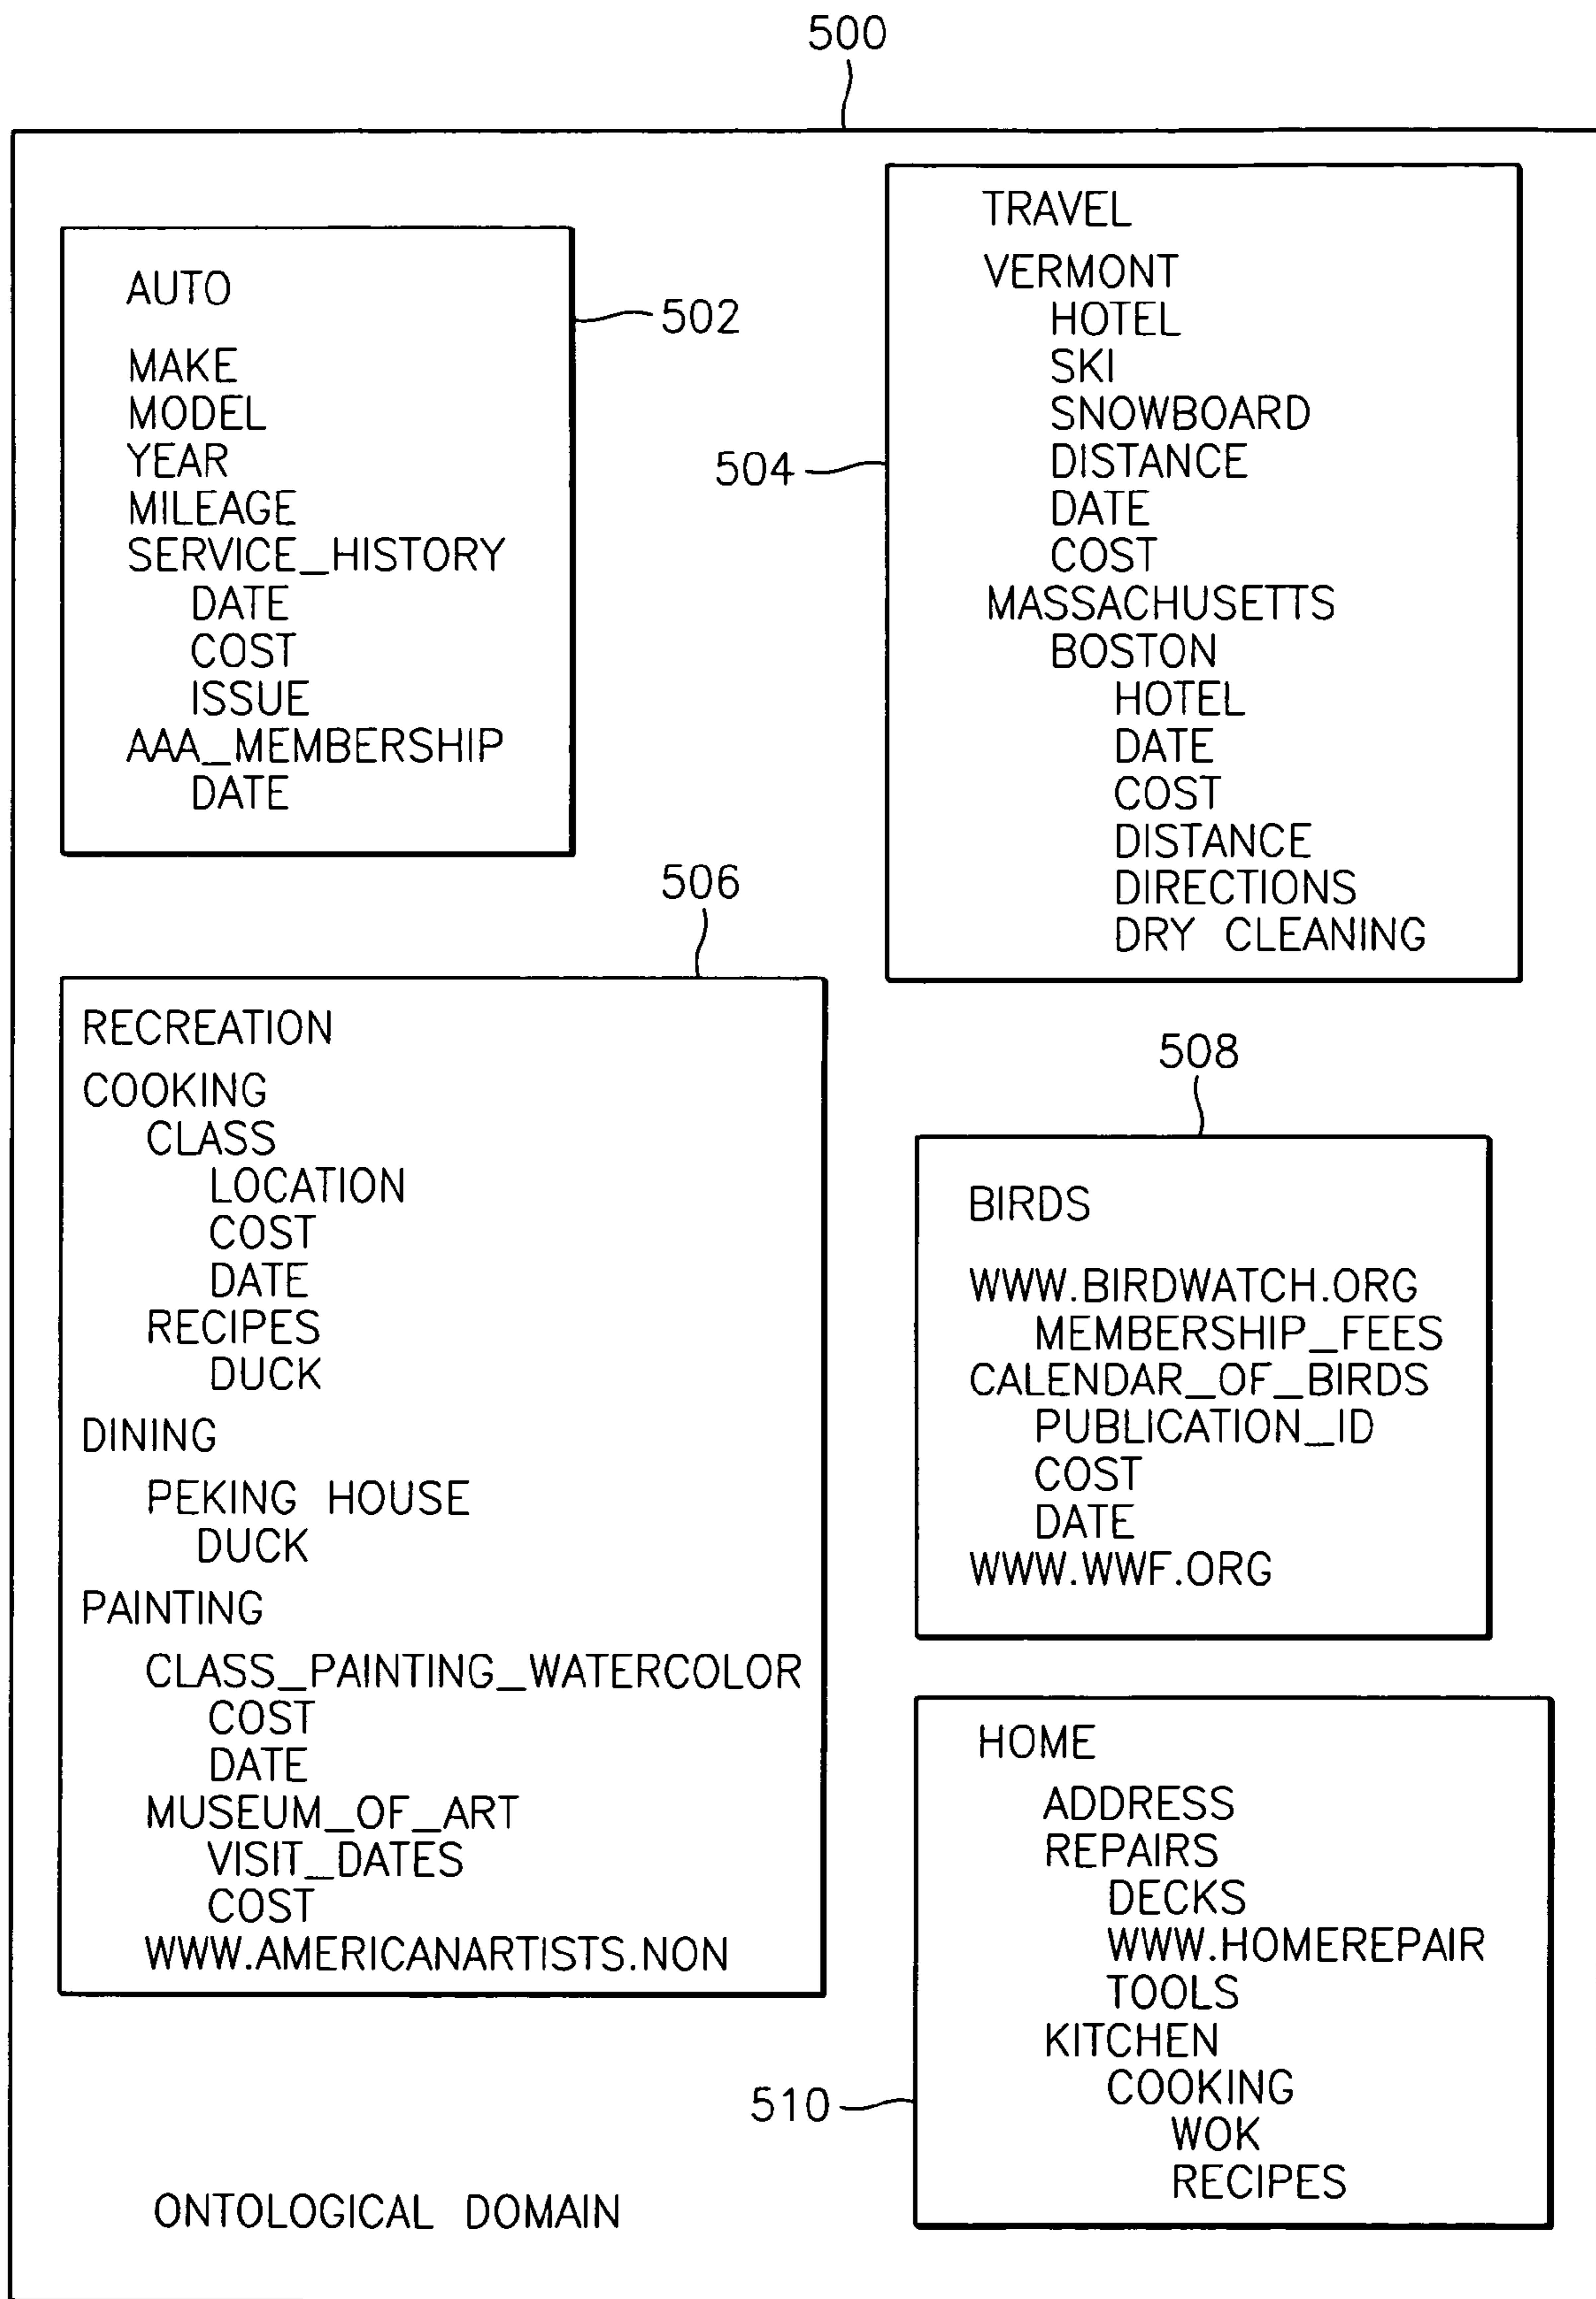 500
AUTO
MAKE
MODEL
YEAR
MILEAGE
SERVICE_HISTORY
DATE
COST
ISSUE
AAA_MEMBERSHIP
DATE
502
TRAVEL
VERMONT
HOTEL
SKI
SNOWBOARD
DISTANCE
DATE
COST
MASSACHUSETTS
BOSTON
HOTEL
DATE
COST
DISTANCE
DIRECTIONS
DRY CLEANING
504
506
RECREATION
COOKING
CLASS
LOCATION
COST
DATE
RECIPES
DUCK
DINING
PEKING HOUSE
DUCK
PAINTING
CLASS_PAINTING_WATERCOLOR
COST
DATE
MUSEUM_OF_ART
VISIT_DATES
COST
WWW.AMERICANARTISTS.NON
508
BIRDS
WWW.BIRDWATCH.ORG
MEMBERSHIP_FEES
CALENDAR_OF_BIRDS
PUBLICATION_ID
COST
DATE
WWW.WWF.ORG
HOME
ADDRESS
REPAIRS
DECKS
WWW.HOMEREPAIR
TOOLS
KITCHEN
COOKING
WOK
RECIPES
510
ONTOLOGICAL DOMAIN